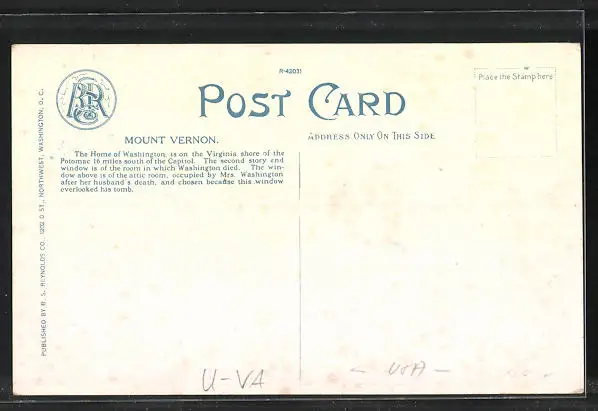 R-42031
POST CARD
Place the Stamp here
ADDRESS ONLY ON THIS SIDE
MOUNT VERNON.
The Home of Washington, is on the Virginia shore of the
Potomac 16 miles south of the Capitol. The second story end
window is of the room in which Washington died. The win-
dow above is of the attic room, occupied by Mrs. Washington
after her husband's death, and chosen because this window
overlooked his tomb.
PUBLISHED BY B. S. REYNOLDS CO., 1202 D ST., NORTHWEST, WASHINGTON, D. C.
U-VA
- USA -